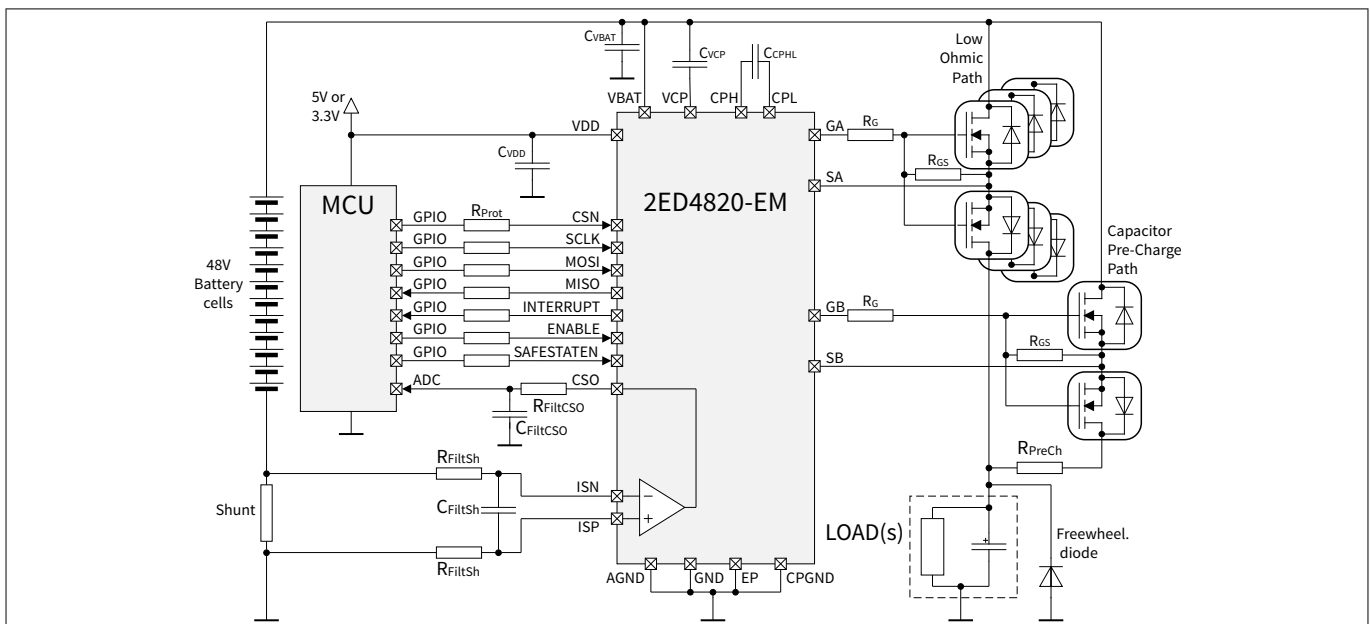 CVBAT
CVCP
CCPHL
Low
Ohmic
Path
5V or
3.3V
VBAT
VCP
CPH
CPL
VDD
CVDD
GA
RG
RGS
SA
MCU
2ED4820-EM
GPIO
RProt
CSN
GPIO
SCLK
GPIO
MOSI
GPIO
MISO
GPIO
INTERRUPT
GPIO
ENABLE
GPIO
SAFESTATEN
ADC
CSO
RFiltCSO
CFiltCSO
48V
Battery
cells
Capacitor
Pre-Charge
Path
GB
RG
RGS
SB
RPreCh
RFiltSh
ISN
−
Shunt
CFiltSh
ISP
+
RFiltSh
LOAD(s)
+
Freewheel.
diode
AGND
GND
EP
CPGND